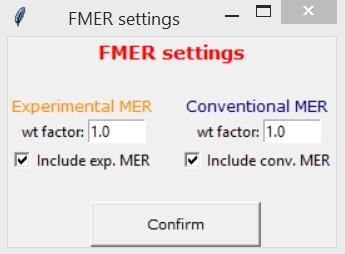 FMER settings
FMER settings
Experimental MER
Conventional MER
wt factor: 1.0
wt factor: 1.0
Include exp. MER
Include conv. MER
Confirm